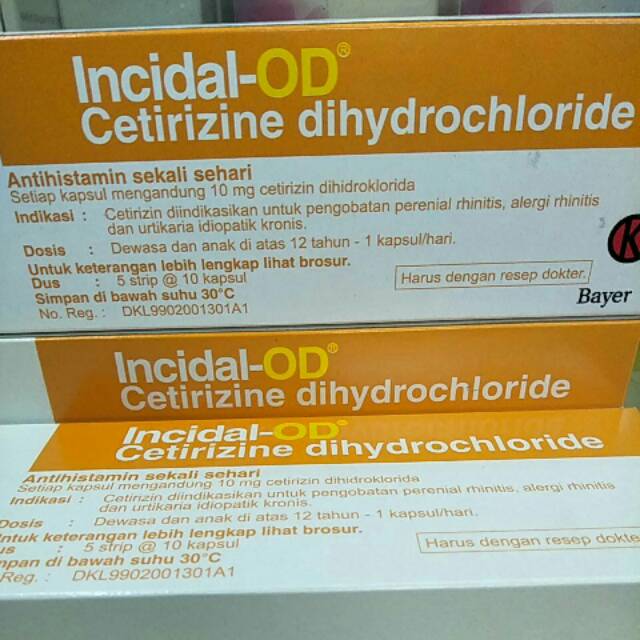 Incidal-OD®
Cetirizine dihydrochloride
Antihistamin sekali sehari
Setiap kapsul mengandung 10 mg cetirizin dihidroklorida
Indikasi : Cetirizin diindikasikan untuk pengobatan perenial rhinitis, alergi rhinitis
dan urtikaria idiopatik kronis.
Dosis : Dewasa dan anak di atas 12 tahun - 1 kapsul/hari.
Untuk keterangan lebih lengkap lihat brosur.
Dus : 5 strip @ 10 kapsul
Simpan di bawah suhu 30°C
No. Reg. : DKL9902001301A1
Harus dengan resep dokter.
K
Bayer
Incidal-OD®
Cetirizine dihydrochloride
Incidal-OD®
Cetirizine dihydrochloride
Antihistamin sekali sehari
Setiap kapsul mengandung 10 mg cetirizin dihidroklorida
Indikasi : Cetirizin diindikasikan untuk pengobatan perenial rhinitis, alergi rhinitis
dan urtikaria idiopatik kronis.
Dosis : Dewasa dan anak di atas 12 tahun - 1 kapsul/hari.
ntuk keterangan lebih lengkap lihat brosur.
us : 5 strip @ 10 kapsul
npan di bawah suhu 30°C
Reg. : DKL9902001301A1
Harus dengan resep dokte